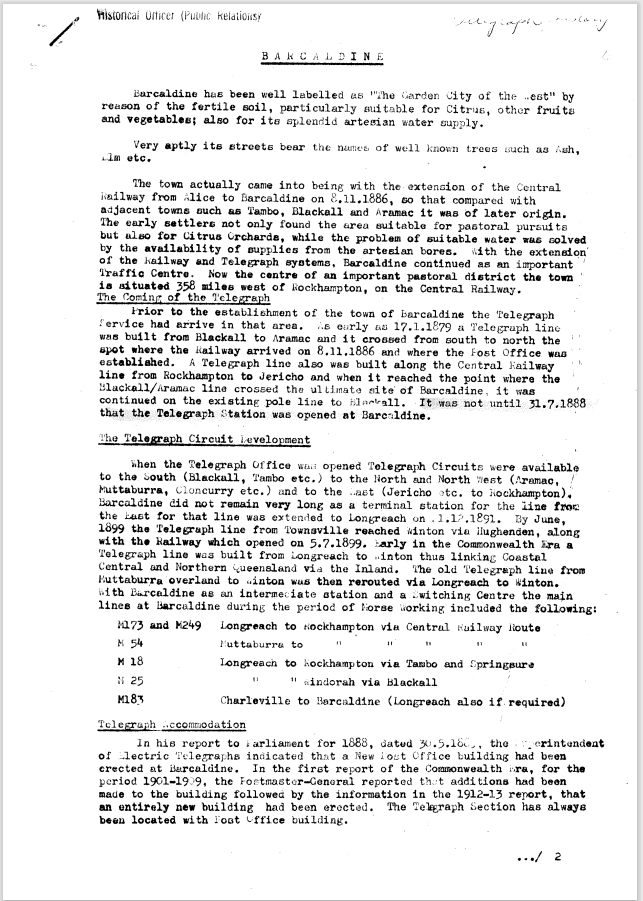 Historical Officer (Public Relations)
Telegraph History
BARCALDINE
Barcaldine has been well labelled as "The Garden City of the West" by
reason of the fertile soil, particularly suitable for Citrus, other fruits
and vegetables; also for its splendid artesian water supply.
Very aptly its streets bear the names of well known trees such as Ash,
Elm etc.
The town actually came into being with the extension of the Central
Railway from Alice to Barcaldine on 8.11.1886, so that compared with
adjacent towns such as Tambo, Blackall and Aramac it was of later origin.
The early settlers not only found the area suitable for pastoral pursuits
but also for Citrus Orchards, while the problem of suitable water was solved
by the availability of supplies from the artesian bores. With the extension
of the Railway and Telegraph systems, Barcaldine continued as an important
Traffic Centre. Now the centre of an important pastoral district the town
is situated 358 miles west of Rockhampton, on the Central Railway.
The Coming of the Telegraph
Prior to the establishment of the town of Barcaldine the Telegraph
Service had arrive in that area. As early as 17.1.1879 a Telegraph line
was built from Blackall to Aramac and it crossed from south to north the
spot where the Railway arrived on 8.11.1886 and where the Post Office was
established. A Telegraph line also was built along the Central Railway
line from Rockhampton to Jericho and when it reached the point where the
Blackall/Aramac line crossed the ultimate site of Barcaldine, it was
continued on the existing pole line to Blackall. It was not until 31.7.1888
that the Telegraph Station was opened at Barcaldine.
The Telegraph Circuit Development
When the Telegraph Office was opened Telegraph Circuits were available
to the South (Blackall, Tambo etc.) to the North and North West (Aramac,
Muttaburra, Cloncurry etc.) and to the East (Jericho etc. to Rockhampton).
Barcaldine did not remain very long as a terminal station for the line from
the East for that line was extended to Longreach on By June,
1899 the Telegraph line from Townsville reached Winton via Hughenden, along
with the Railway which opened on 5.7.1899. Early in the Commonwealth Era a
Telegraph line was built from Longreach to Winton thus linking Coastal
Central and Northern Queensland via the Inland. The old Telegraph line from
Muttaburra overland to Winton was then rerouted via Longreach to Winton.
With Barcaldine as an intermediate station and a Switching Centre the main
lines at Barcaldine during the period of Morse working included the following:
M173 and M249 Longreach to Rockhampton via Central Railway Route
M 54 Muttaburra to " " " " "
M 18 Longreach to Rockhampton via Tambo and Springsure
M 25 " " Windorah via Blackall
M183 Charleville to Barcaldine (Longreach also if required)
Telegraph Accommodation
In his report to Parliament for 1888, dated the Superintendent
of Electric Telegraphs indicated that a New Post Office building had been
erected at Barcaldine. In the first report of the Commonwealth Era, for the
period 1901-1909, the Postmaster-General reported that additions had been
made to the building followed by the information in the 1912-13 report, that
an entirely new building had been erected. The Telegraph Section has always
been located with Post Office building.
.../ 2